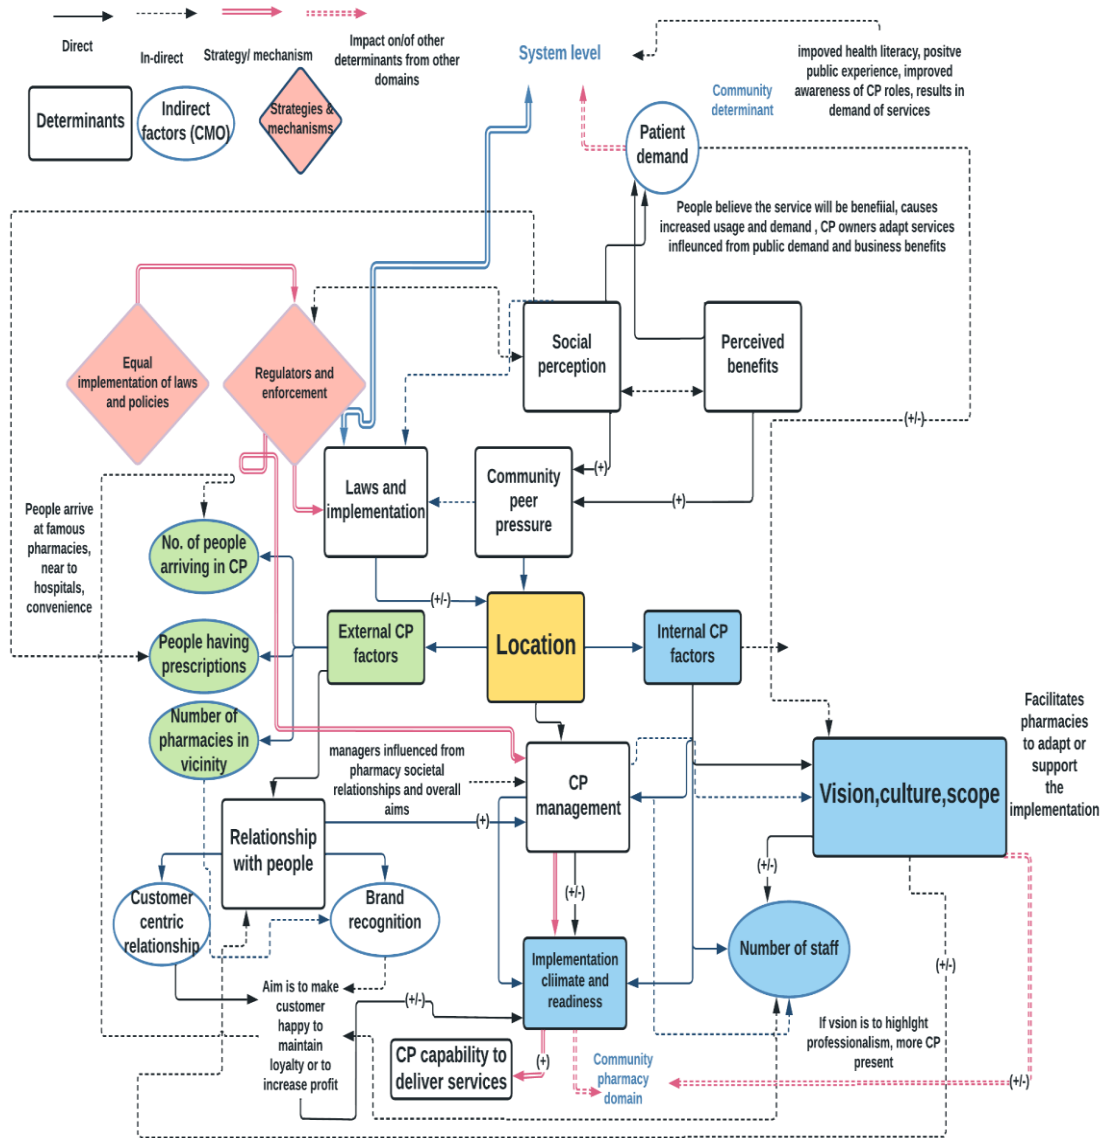 Direct
In-direct
Strategy/ mechanism
Impact on/of other
determinants from other
domains
Determinants
Indirect
factors (CMO)
Strategies &
mechanisms
System level
Community
determinant
impoved health literacy, positve
public experience, improved
awareness of CP roles, results in
demand of services
Patient
demand
People believe the service will be benefiial, causes
increased usage and demand , CP owners adapt services
infleunced from public demand and business benefits
Equal
implementation of laws
and policies
Regulators and
enforcement
Social
perception
Perceived
benefits
(+/-)
(+)
(+)
Laws and
implementation
Community
peer
pressure
People arrive
at famous
pharmacies,
near to
hospitals,
convenience
No. of people
arriving in CP
(+/-)
External CP
factors
Location
Internal CP
factors
People having
prescriptions
Number of
pharmacies in
vicinity
managers influenced from
pharmacy societal
relationships and overall
aims
CP
management
Vision,culture,scope
Facilitates
pharmacies
to adapt or
support
the
implementation
Relationship
with people
(+)
(+/-)
(+/-)
Customer
centric
relationship
Brand
recognition
Number of staff
Implementation
cliimate and
readiness
(+/-)
Aim is to make
customer
happy to
maintain
loyalty or to
increase profit
(+/-)
If vsion is to highlght
professionalism, more CP
present
CP capability to
deliver services
(+)
Community
pharmacy
domain
(+/-)